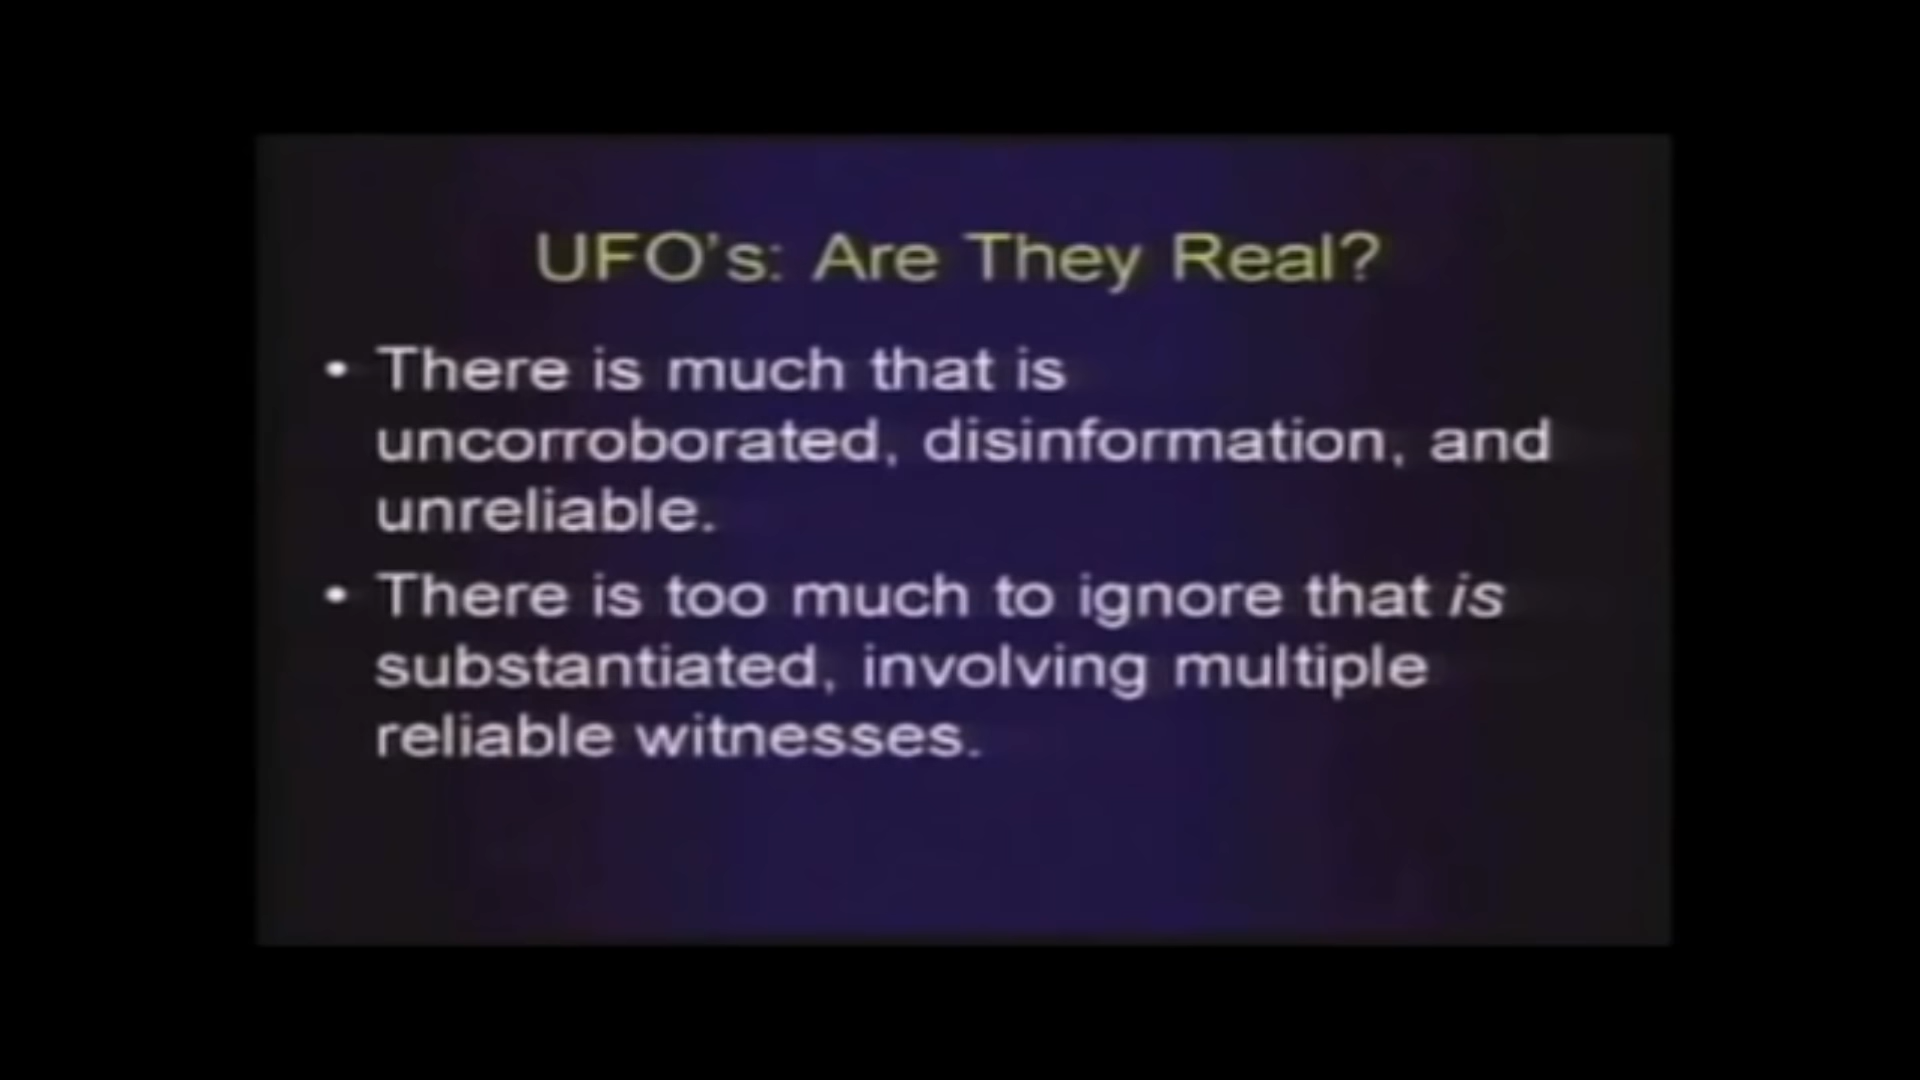 UFO's: Are They Real?
• There is much that is
uncorroborated, disinformation, and
unreliable.
• There is too much to ignore that is
substantiated, involving multiple
reliable witnesses.